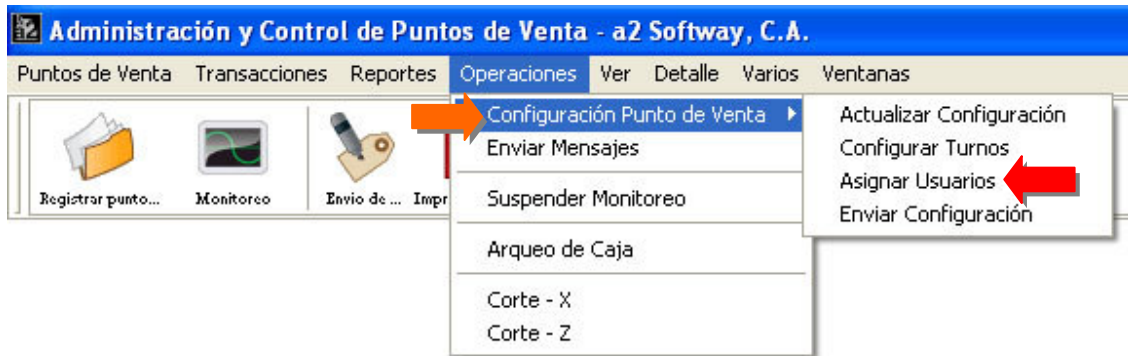 Administración y Control de Puntos de Venta - a2 Softway, C.A.
Puntos de Venta Transacciones Reportes Operaciones Ver Detalle Varios Ventanas
Registrar punto... Monitoreo Envio de ... Impr
Configuración Punto de Venta
Enviar Mensajes
Suspender Monitoreo
Arqueo de Caja
Corte - X
Corte - Z
Actualizar Configuración
Configurar Turnos
Asignar Usuarios
Enviar Configuración